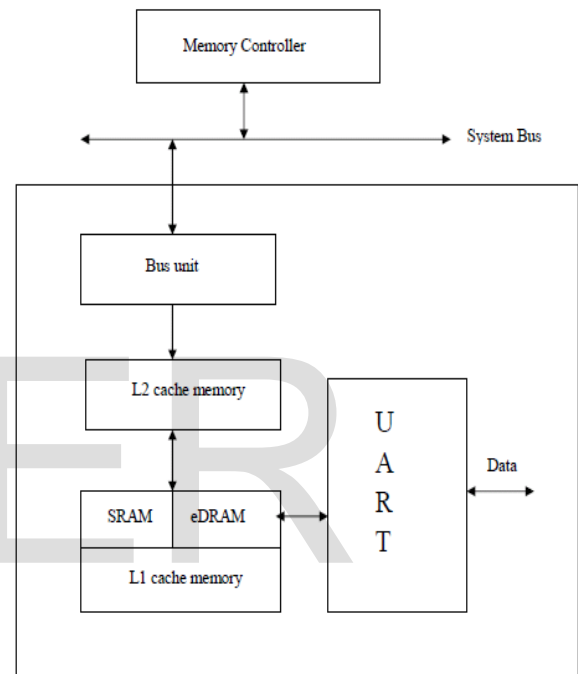 Memory Controller
System Bus
Bus unit
L2 cache memory
U
A
R
T
Data
SRAM eDRAM
L1 cache memory
ER